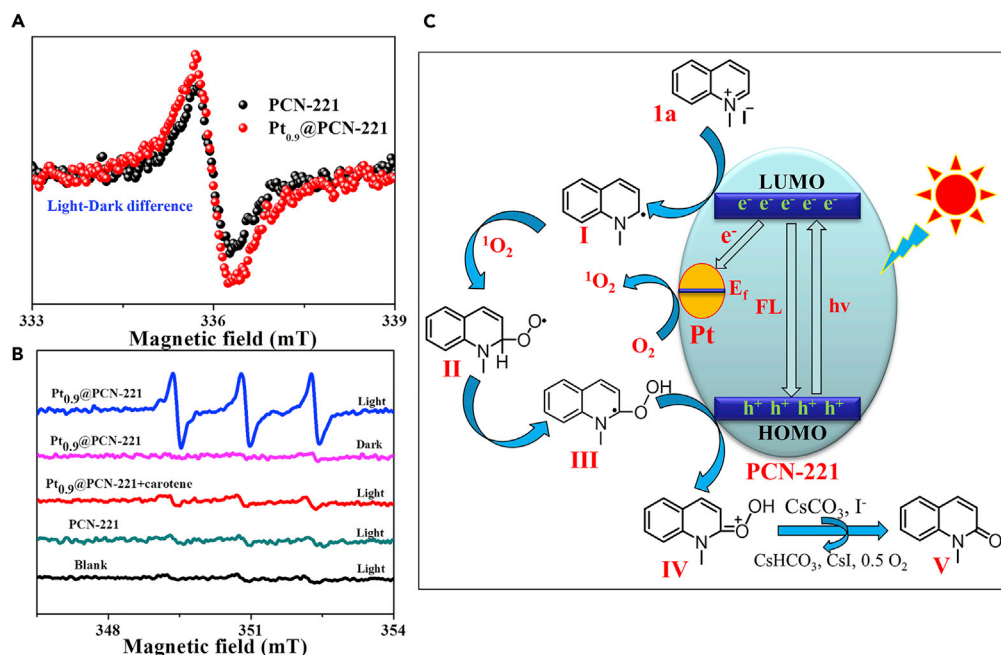 A
PCN-221
Pt0.9@PCN-221
Light-Dark difference
333 336 339
Magnetic field (mT)
B
Pt0.9@PCN-221 Light
Pt0.9@PCN-221 Dark
Pt0.9@PCN-221+carotene Light
PCN-221 Light
Blank Light
348 351 354
Magnetic field (mT)
C
1a
N+ I-
LUMO
e- e- e- e- e-
I
N
1O2
e-
1O2
Ef
Pt
FL
hv
O2
II
N H O O
III
N O OH
h+ h+ h+ h+
HOMO
PCN-221
IV
N O+ OH
CsCO3, I-
CsHCO3, CsI, 0.5 O2
V
N O